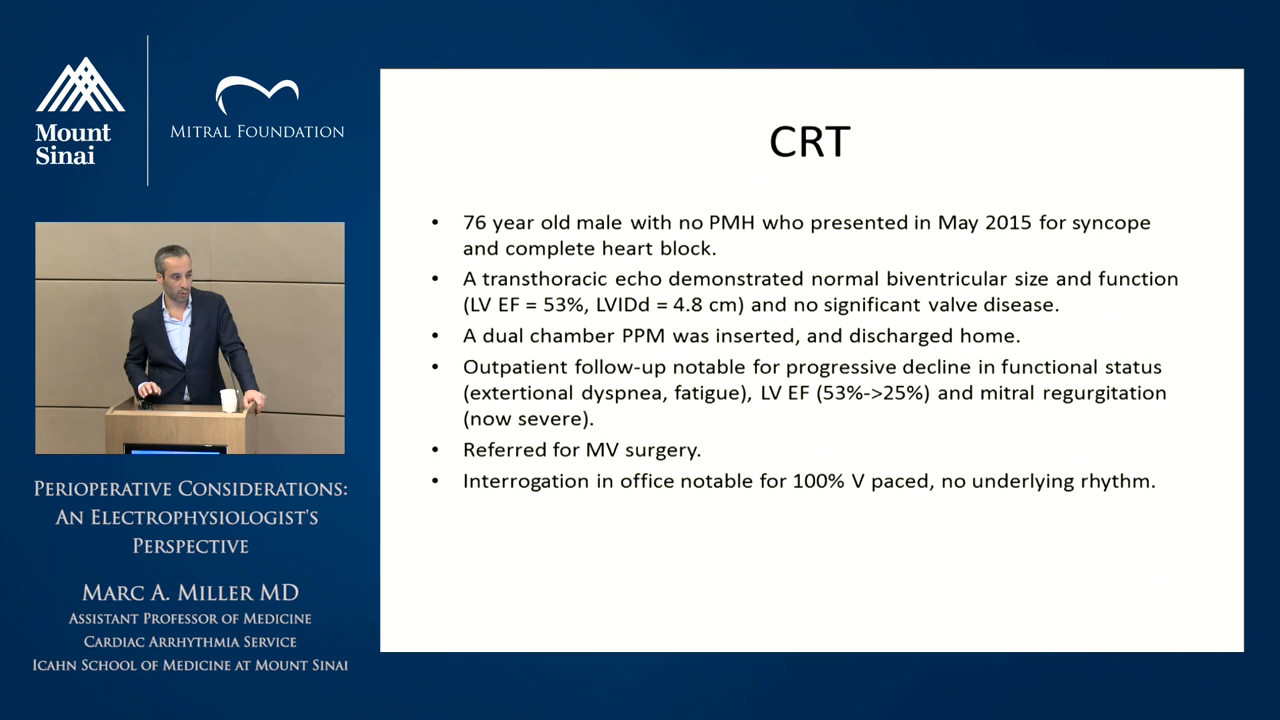 Mount
Sinai
MITRAL FOUNDATION
CRT
• 76 year old male with no PMH who presented in May 2015 for syncope
and complete heart block.
• A transthoracic echo demonstrated normal biventricular size and function
(LV EF = 53%, LVIDd = 4.8 cm) and no significant valve disease.
• A dual chamber PPM was inserted, and discharged home.
• Outpatient follow-up notable for progressive decline in functional status
(extertional dyspnea, fatigue), LV EF (53%->25%) and mitral regurgitation
(now severe).
• Referred for MV surgery.
• Interrogation in office notable for 100% V paced, no underlying rhythm.
PERIOPERATIVE CONSIDERATIONS:
AN ELECTROPHYSIOLOGIST'S
PERSPECTIVE
MARC A. MILLER MD
ASSISTANT PROFESSOR OF MEDICINE
CARDIAC ARRHYTHMIA SERVICE
ICAHN SCHOOL OF MEDICINE AT MOUNT SINAI